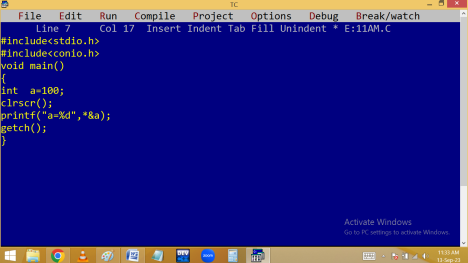 TC
File Edit Run Compile Project Options Debug Break/watch
Line 7 Col 17 Insert Indent Tab Fill Unindent * E:11AM.C
#include<stdio.h>
#include<conio.h>
void main()
{
int a=100;
clrscr();
printf("a=%d",*&a);
getch();
}
Activate Windows
Go to PC settings to activate Windows.
DEV
zoom
11:33 AM
13-Sep-23